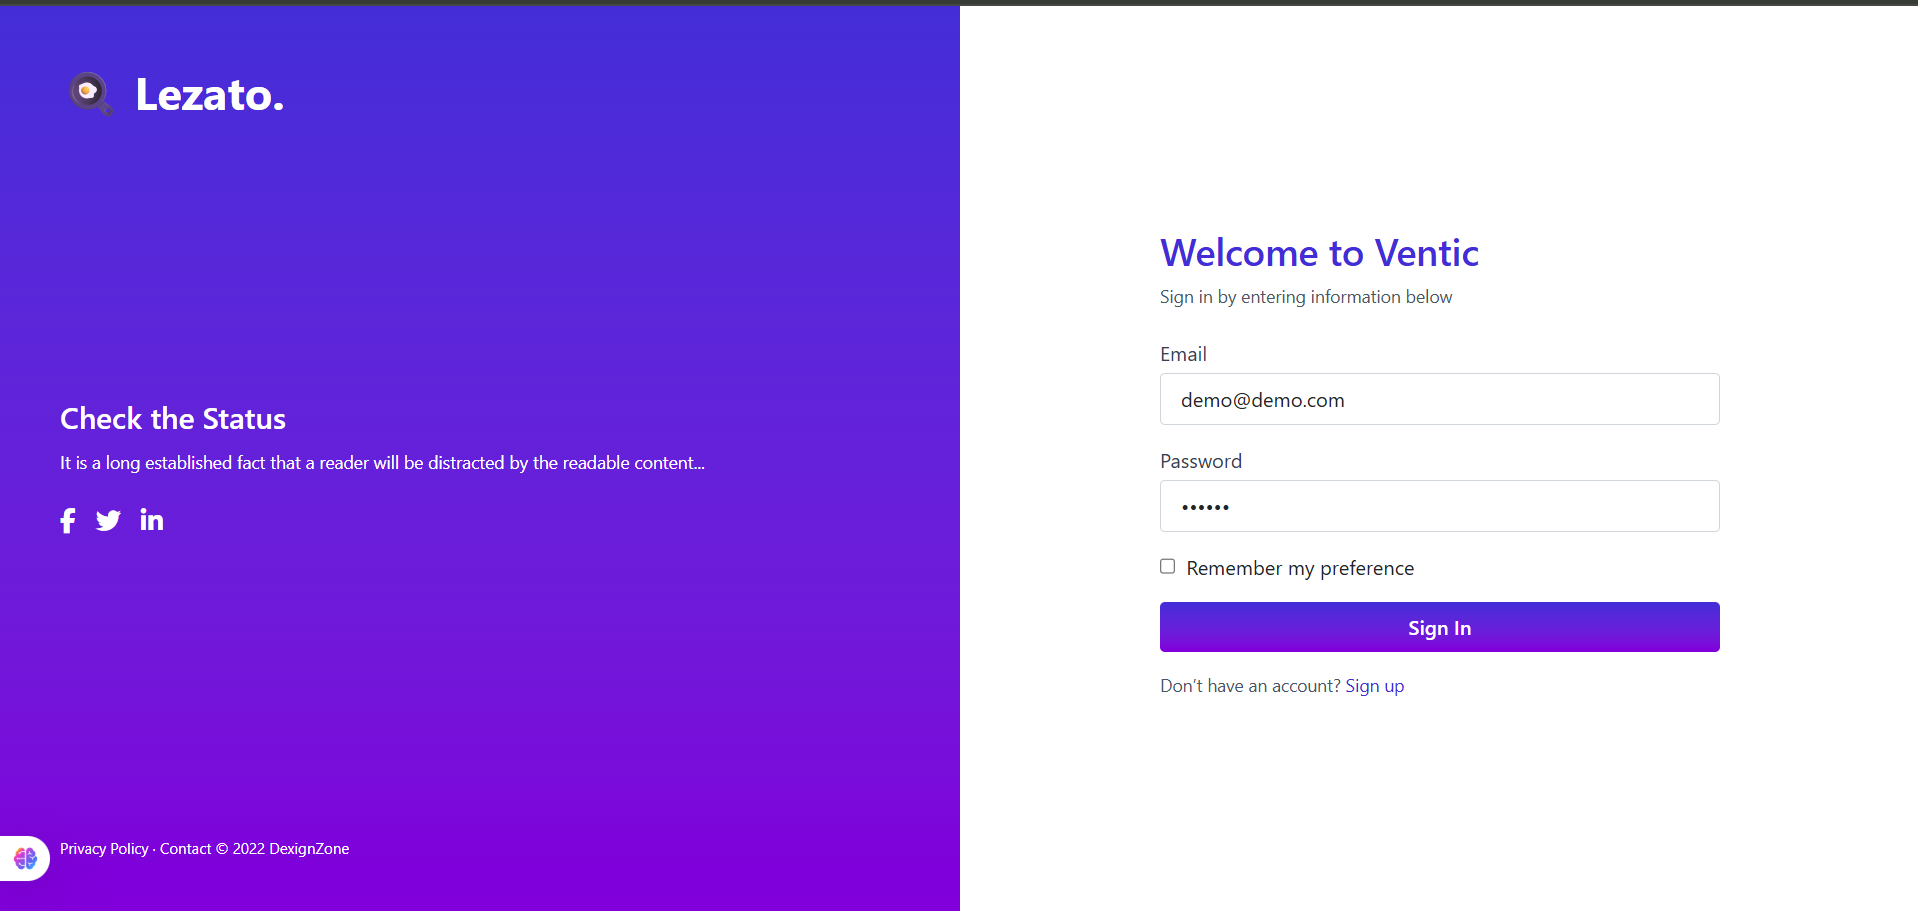 Lezato.
Check the Status
It is a long established fact that a reader will be distracted by the readable content...
Privacy Policy · Contact © 2022 DexignZone
Welcome to Ventic
Sign in by entering information below
Email
demo@demo.com
Password
••••••
Remember my preference
Sign In
Don’t have an account? Sign up